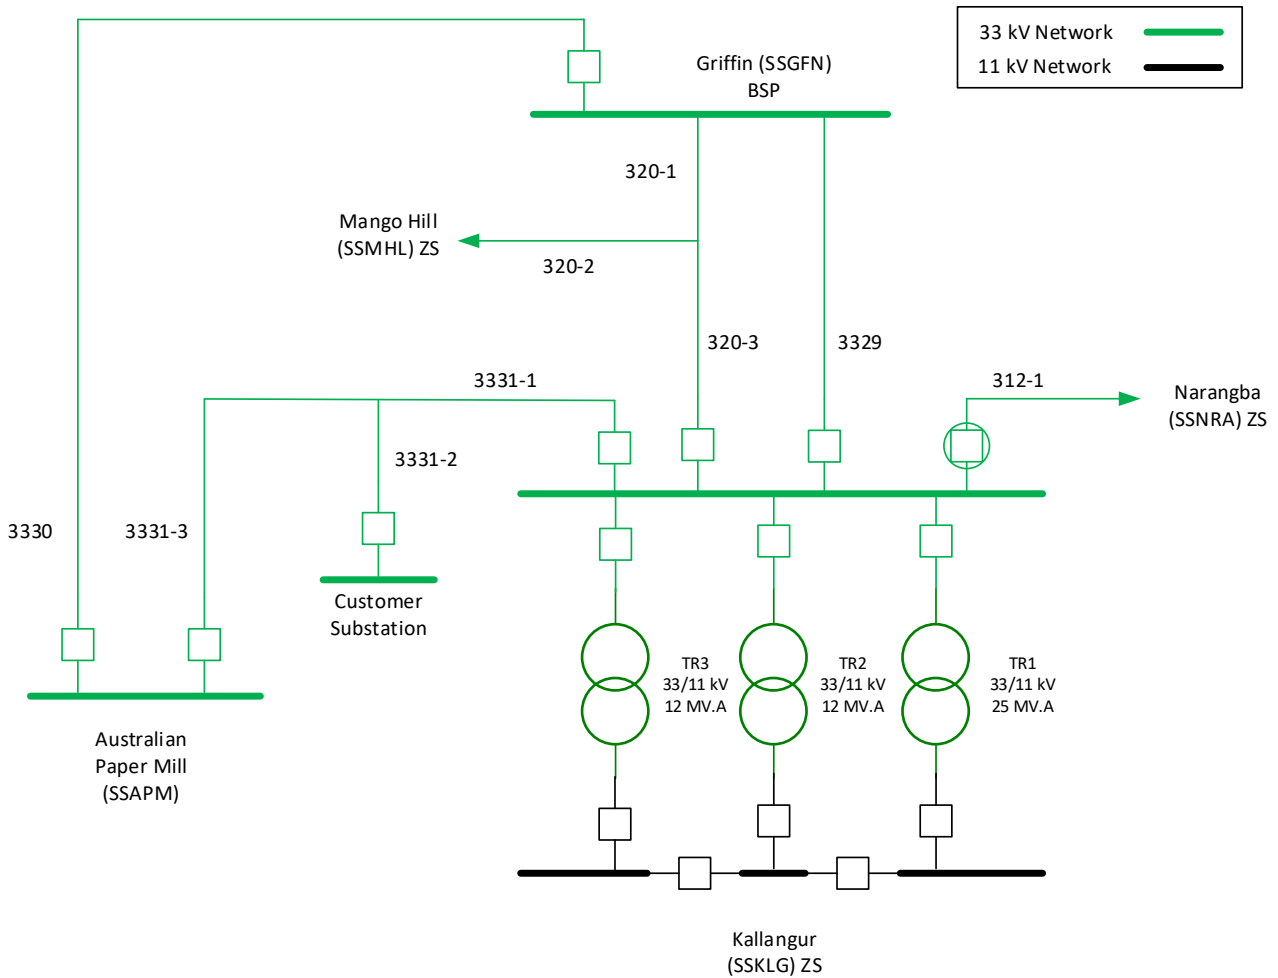 33 kV Network
11 kV Network
Griffin (SSGFN)
BSP
320-1
Mango Hill
(SSMHL) ZS
320-2
320-3
3329
3331-1
312-1
Narangba
(SSNRA) ZS
3331-2
3330
3331-3
Customer
Substation
TR3
33/11 kV
12 MV.A
TR2
33/11 kV
12 MV.A
TR1
33/11 kV
25 MV.A
Australian
Paper Mill
(SSAPM)
Kallangur
(SSKLG) ZS